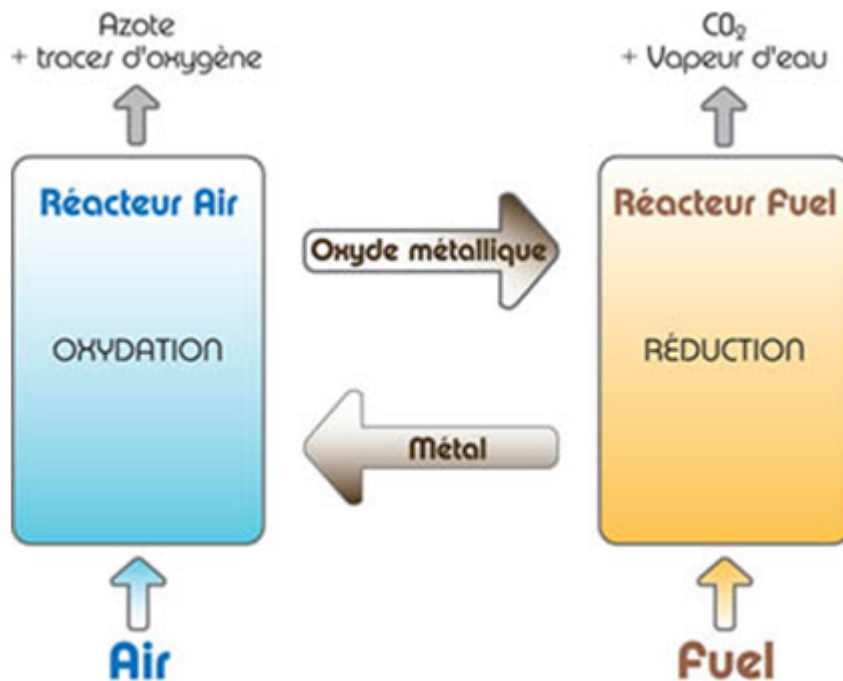 Azote
+ traces d'oxygène
CO₂
+ Vapeur d'eau
Réacteur Air
Réacteur Fuel
Oxyde métallique
OXYDATION
RÉDUCTION
Métal
Air
Fuel